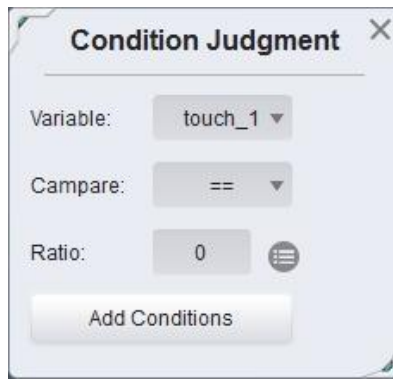 Condition Judgment
Variable: touch_1
Campare: ==
Ratio: 0
Add Conditions